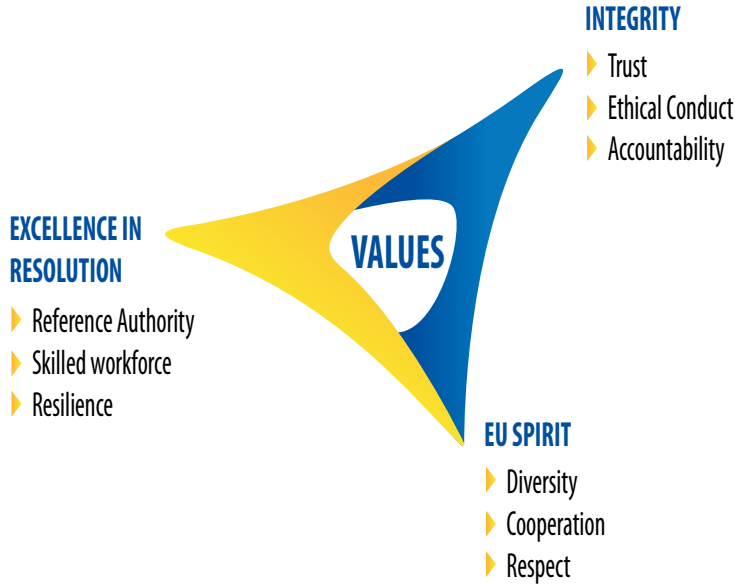 INTEGRITY
Trust
Ethical Conduct
Accountability
EXCELLENCE IN
RESOLUTION
Reference Authority
Skilled workforce
Resilience
VALUES
EU SPIRIT
Diversity
Cooperation
Respect